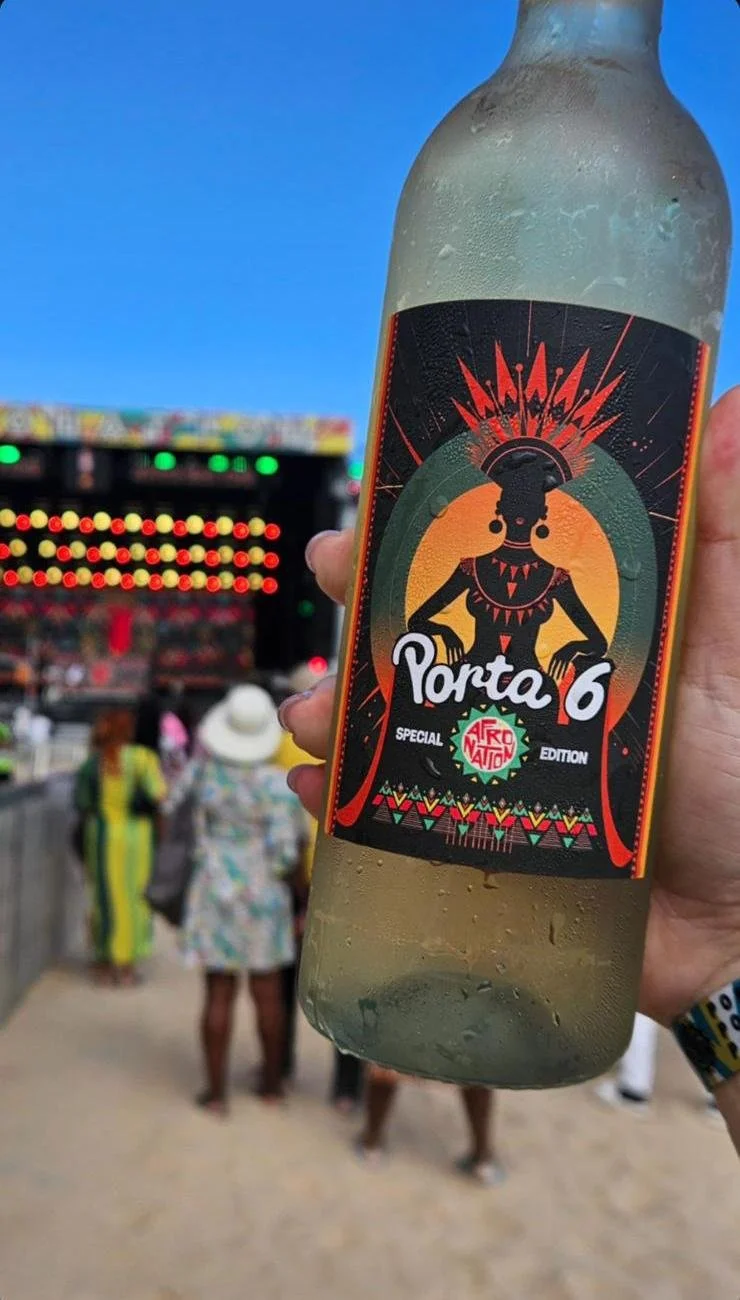 Porta 6
SPECIAL AFRO NATION EDITION